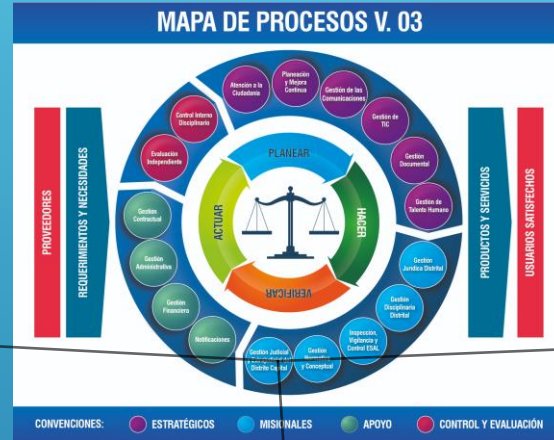 MAPA DE PROCESOS V. 03
PROVEEDORES
REQUERIMIENTOS Y NECESIDADES
Atención a la
Ciudadanía
Planeación
y Mejora
Continua
Gestión de las
Comunicaciones
Gestión
de TIC
Gestión
Documental
Gestión de
Talento Humano
Control Interno
Disciplinario
Evaluación
Independiente
Gestión
Contractual
Gestión
Administrativa
Gestión
Financiera
Notificaciones
Gestión Judicial
Distrito Capital
Gestión
y Conceptual
Inspección,
Vigilancia y
Control ESAL
Gestión
Disciplinaria
Distrital
Gestión
Jurídica Distrital
PLANEAR
HACER
VERIFICAR
ACTUAR
PRODUCTOS Y SERVICIOS
USUARIOS SATISFECHOS
CONVENCIONES:
ESTRATÉGICOS
MISIONALES
APOYO
CONTROL Y EVALUACIÓN